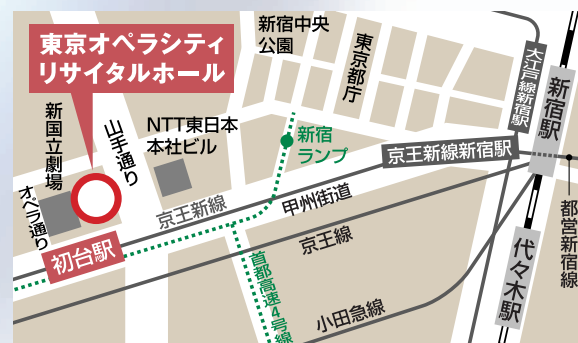 東京オペラシティ
リサイタルホール
新宿中央
公園
東京都庁
大江戸線新宿駅
新宿駅
新国立劇場
山手通り
NTT東日本
本社ビル
新宿
ランプ
京王新線新宿駅
オペラ通り
京王新線
甲州街道
都営新宿線
初台駅
京王線
代々木駅
首都高速4号線
小田急線